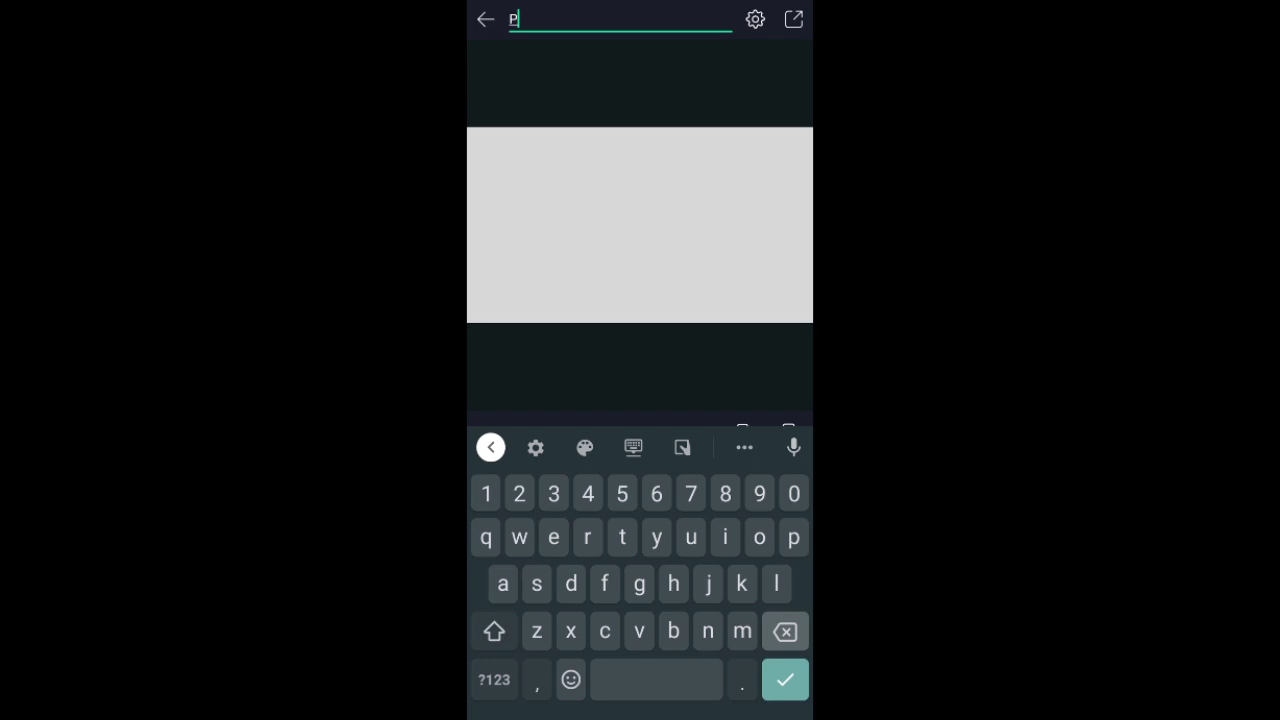 P
1 2 3 4 5 6 7 8 9 0
q w e r t y u i o p
a s d f g h j k l
z x c v b n m
?123 , .